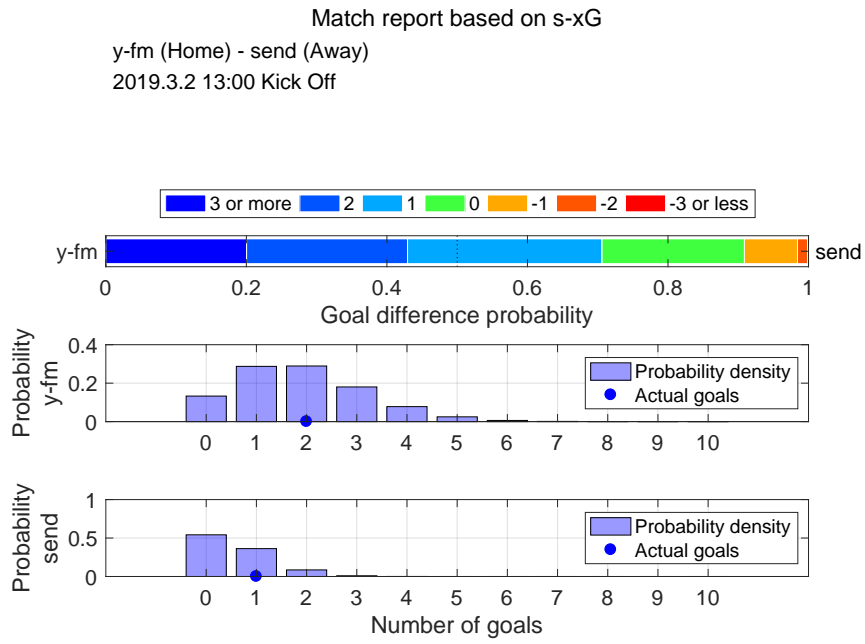 Match report based on s-xG
y-fm (Home) - send (Away)
2019.3.2 13:00 Kick Off
3 or more 2 1 0 -1 -2 -3 or less
y-fm send
0 0.2 0.4 0.6 0.8 1
Goal difference probability
Probability
y-fm
0.4
0.2
0
Probability density
Actual goals
0 1 2 3 4 5 6 7 8 9 10
Probability
send
1
0.5
0
Probability density
Actual goals
0 1 2 3 4 5 6 7 8 9 10
Number of goals